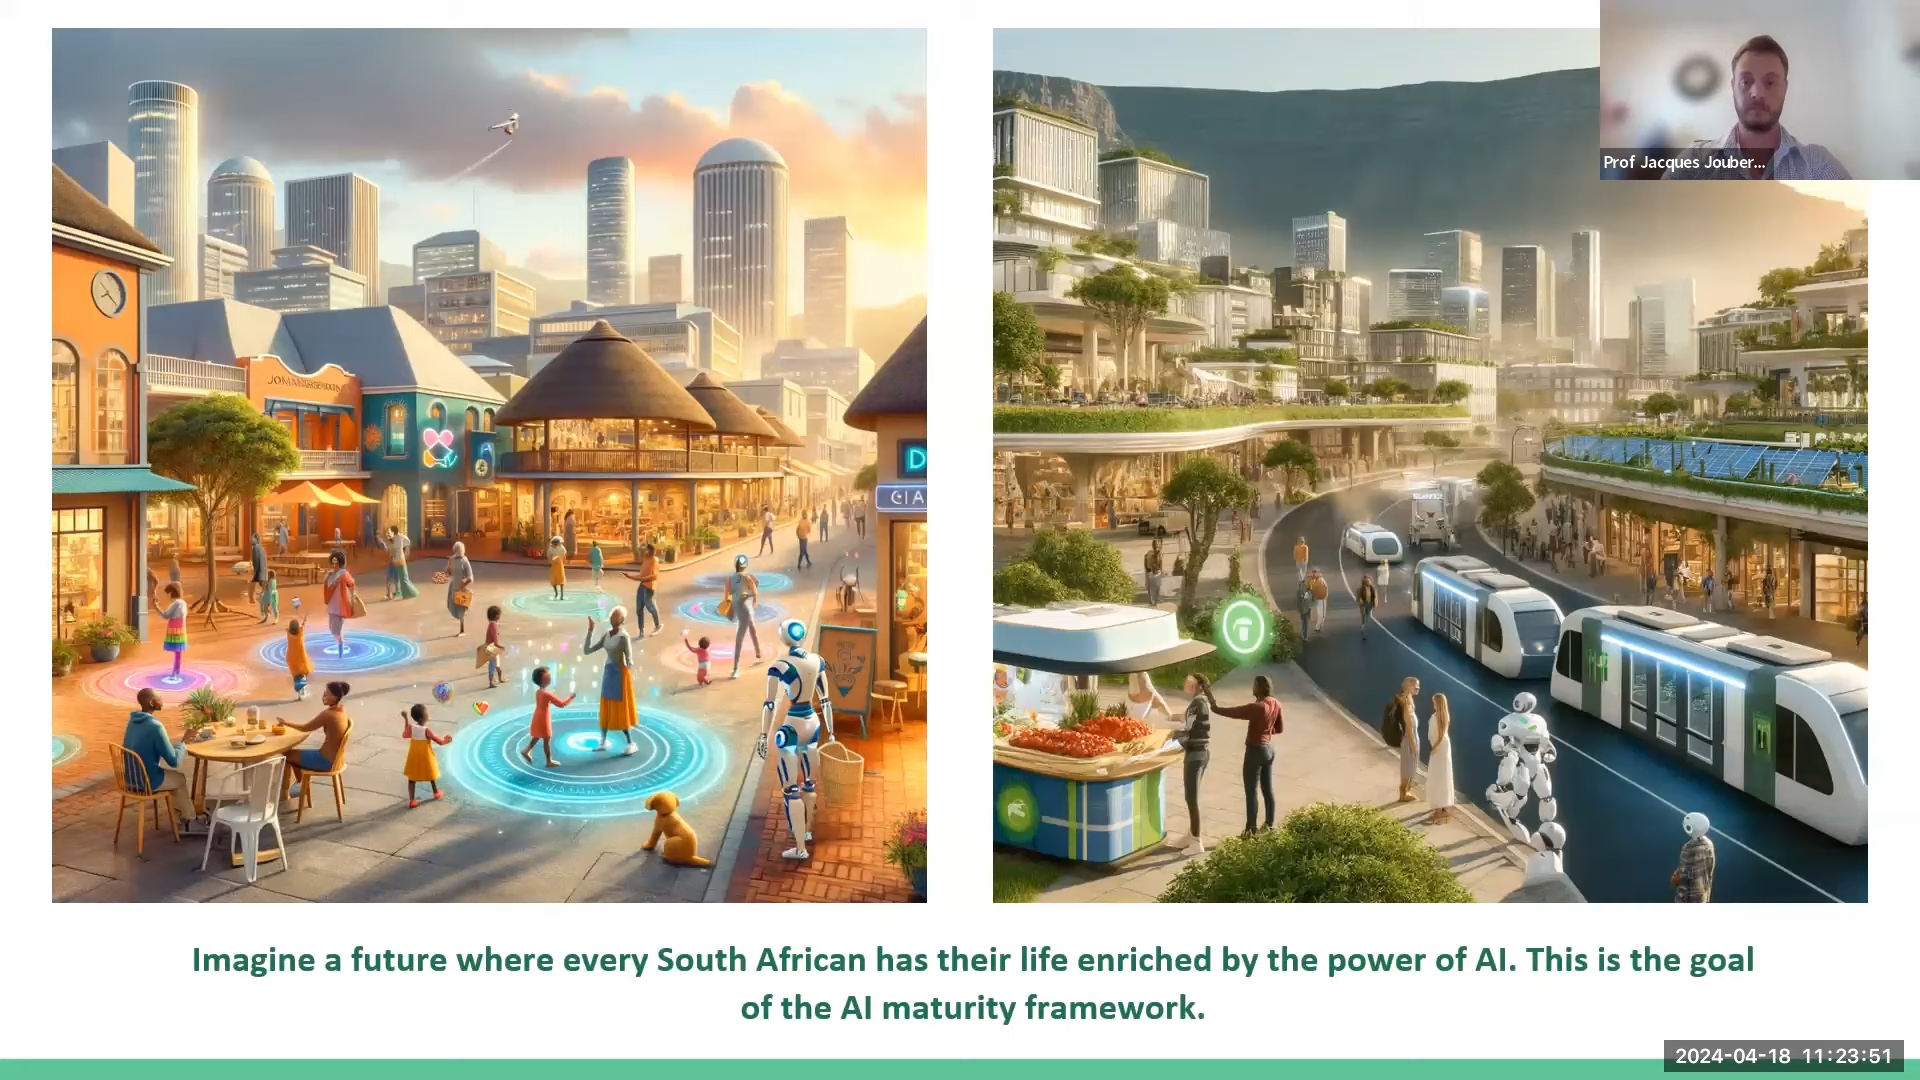 Prof Jacques Jouber...
D
Imagine a future where every South African has their life enriched by the power of AI. This is the goal
of the AI maturity framework.
2024-04-18 11:23:51